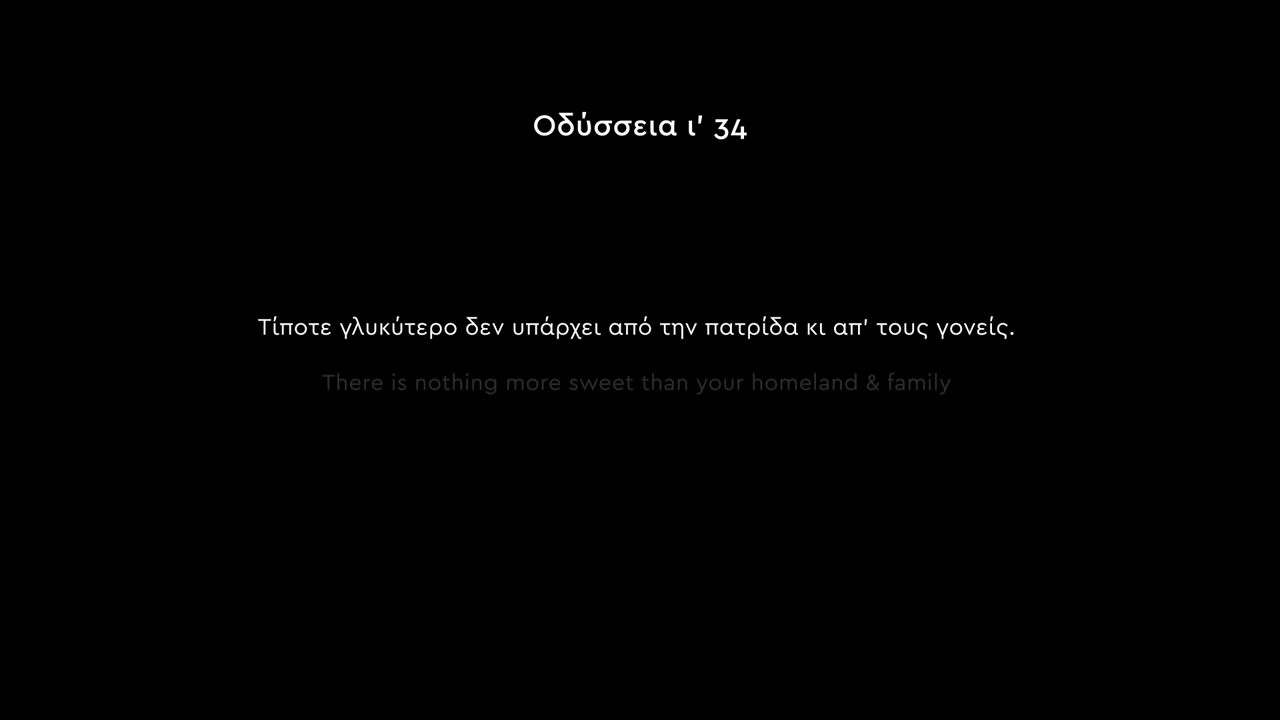 Οδύσσεια ι’ 34
Τίποτε γλυκύτερο δεν υπάρχει από την πατρίδα κι απ’ τους γονείς.
There is nothing more sweet than your homeland & family